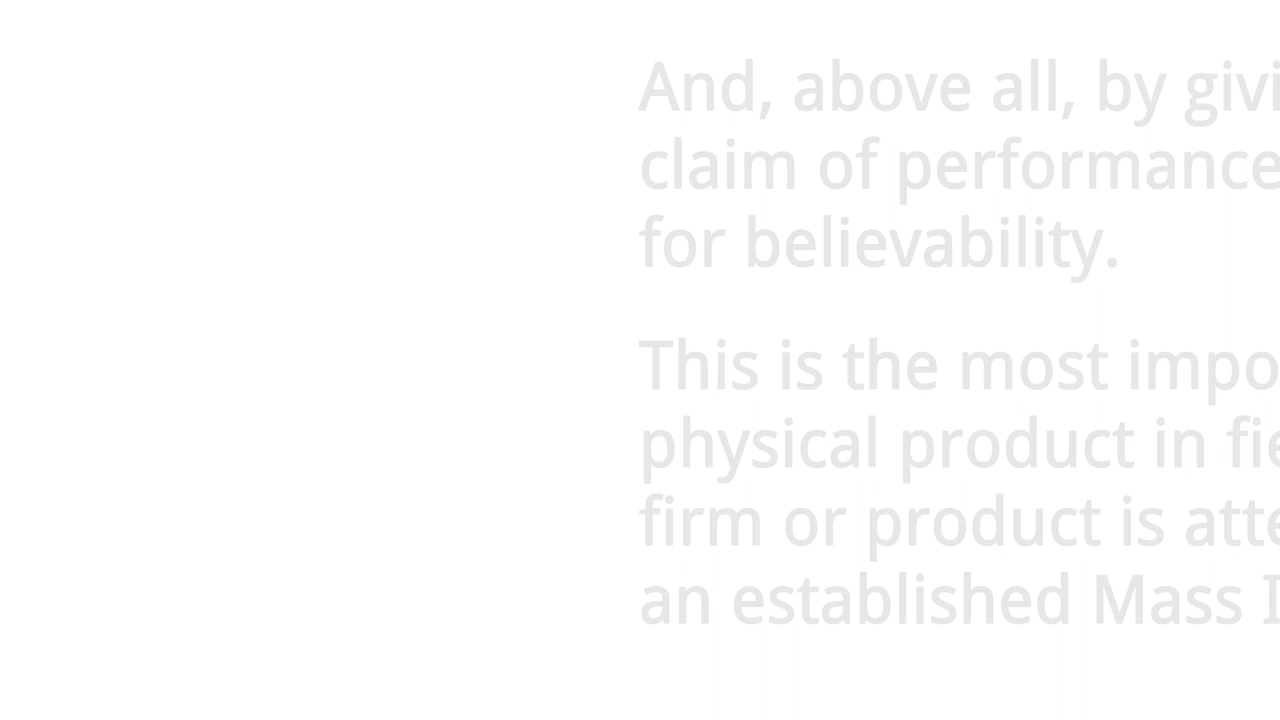 And, above all, by givi
claim of performance
for believability.
This is the most impo
physical product in fie
firm or product is atte
an established Mass I